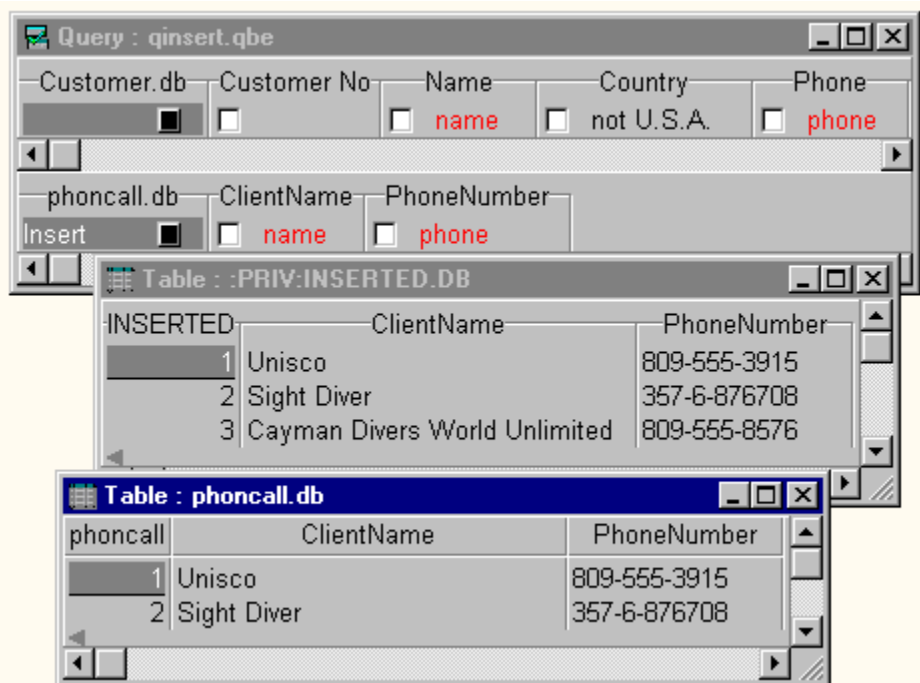 Query : qinsert.qbe
Customer.db Customer No Name Country Phone
name not U.S.A. phone
phoncall.db ClientName PhoneNumber
Insert name phone
Table : :PRIV:INSERTED.DB
INSERTED ClientName PhoneNumber
1 Unisco 809-555-3915
2 Sight Diver 357-6-876708
3 Cayman Divers World Unlimited 809-555-8576
Table : phoncall.db
phoncall ClientName PhoneNumber
1 Unisco 809-555-3915
2 Sight Diver 357-6-876708